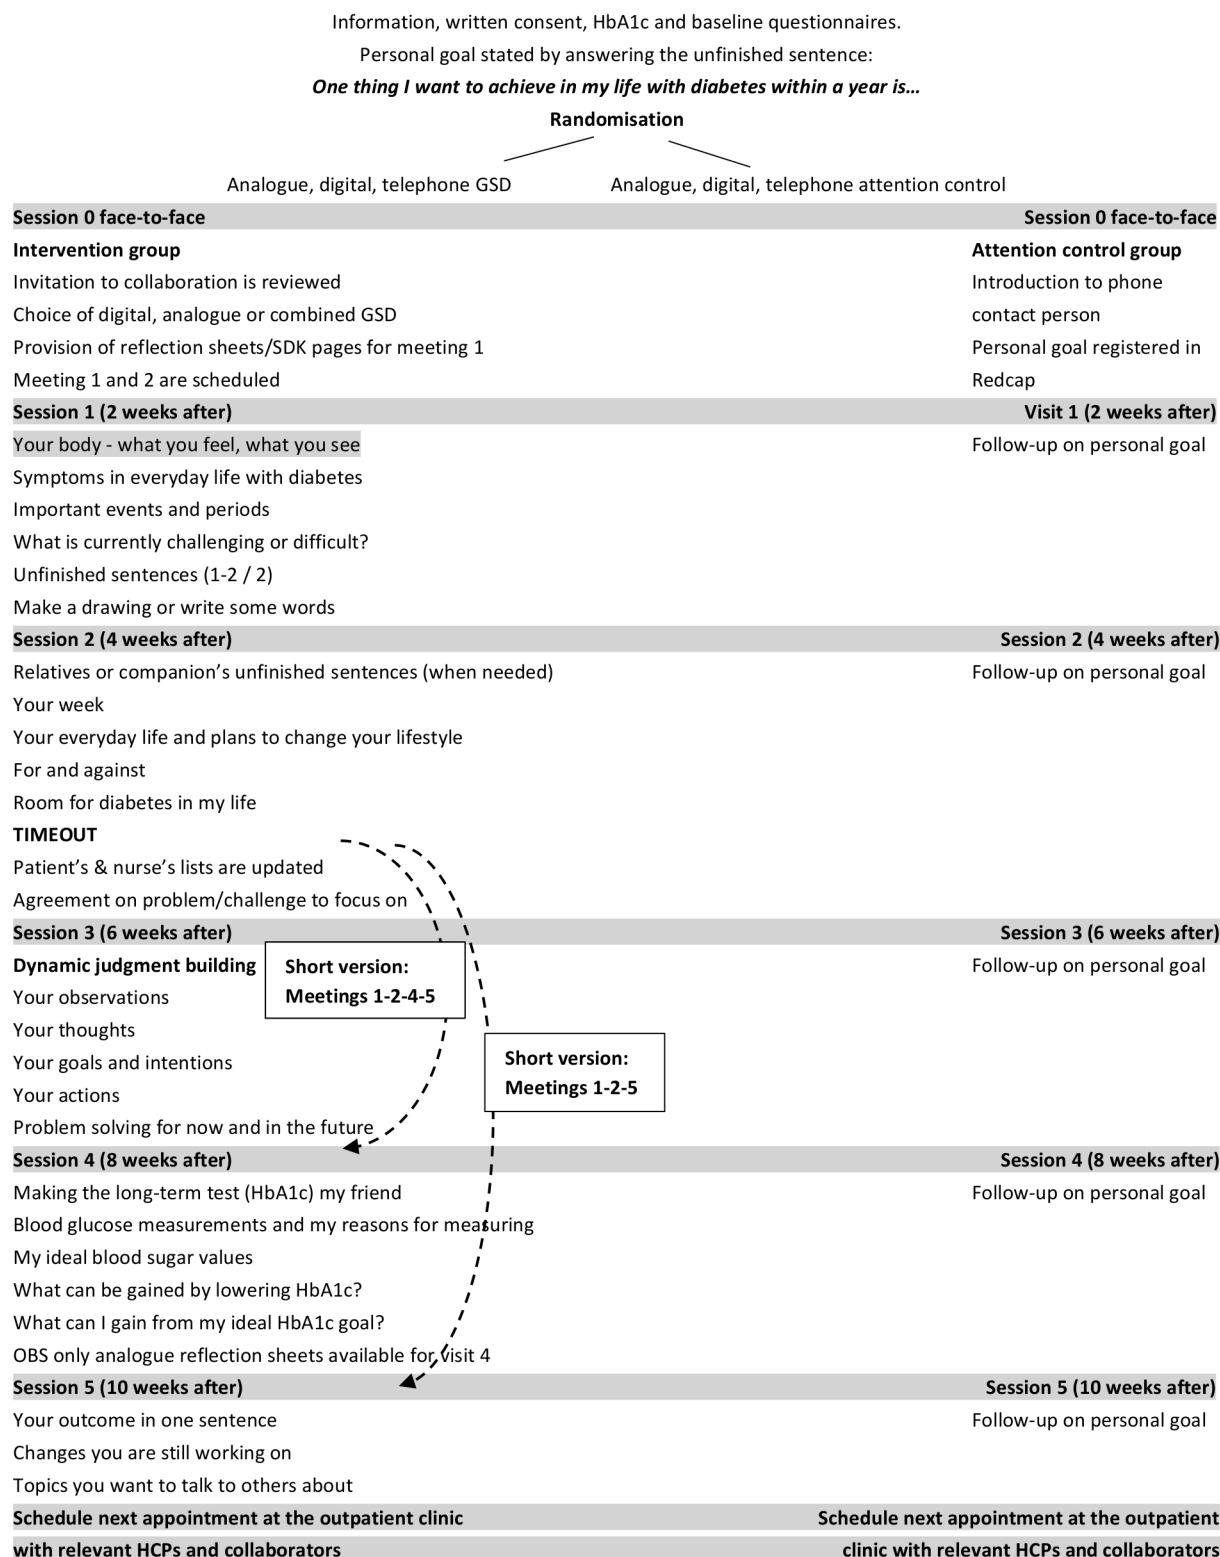 Information, written consent, HbA1c and baseline questionnaires.
Personal goal stated by answering the unfinished sentence:
One thing I want to achieve in my life with diabetes within a year is…
Randomisation
Analogue, digital, telephone GSD
Analogue, digital, telephone attention control
Session 0 face-to-face
Session 0 face-to-face
Intervention group
Attention control group
Invitation to collaboration is reviewed
Introduction to phone
Choice of digital, analogue or combined GSD
contact person
Provision of reflection sheets/SDK pages for meeting 1
Personal goal registered in
Meeting 1 and 2 are scheduled
Redcap
Session 1 (2 weeks after)
Visit 1 (2 weeks after)
Your body - what you feel, what you see
Follow-up on personal goal
Symptoms in everyday life with diabetes
Important events and periods
What is currently challenging or difficult?
Unfinished sentences (1-2 / 2)
Make a drawing or write some words
Session 2 (4 weeks after)
Session 2 (4 weeks after)
Relatives or companion’s unfinished sentences (when needed)
Follow-up on personal goal
Your week
Your everyday life and plans to change your lifestyle
For and against
Room for diabetes in my life
TIMEOUT
Patient’s & nurse’s lists are updated
Agreement on problem/challenge to focus on
Session 3 (6 weeks after)
Session 3 (6 weeks after)
Dynamic judgment building
Short version:
Meetings 1-2-4-5
Follow-up on personal goal
Your observations
Your thoughts
Your goals and intentions
Short version:
Meetings 1-2-5
Your actions
Problem solving for now and in the future
Session 4 (8 weeks after)
Session 4 (8 weeks after)
Making the long-term test (HbA1c) my friend
Follow-up on personal goal
Blood glucose measurements and my reasons for measuring
My ideal blood sugar values
What can be gained by lowering HbA1c?
What can I gain from my ideal HbA1c goal?
OBS only analogue reflection sheets available for visit 4
Session 5 (10 weeks after)
Session 5 (10 weeks after)
Your outcome in one sentence
Follow-up on personal goal
Changes you are still working on
Topics you want to talk to others about
Schedule next appointment at the outpatient clinic
Schedule next appointment at the outpatient
with relevant HCPs and collaborators
clinic with relevant HCPs and collaborators